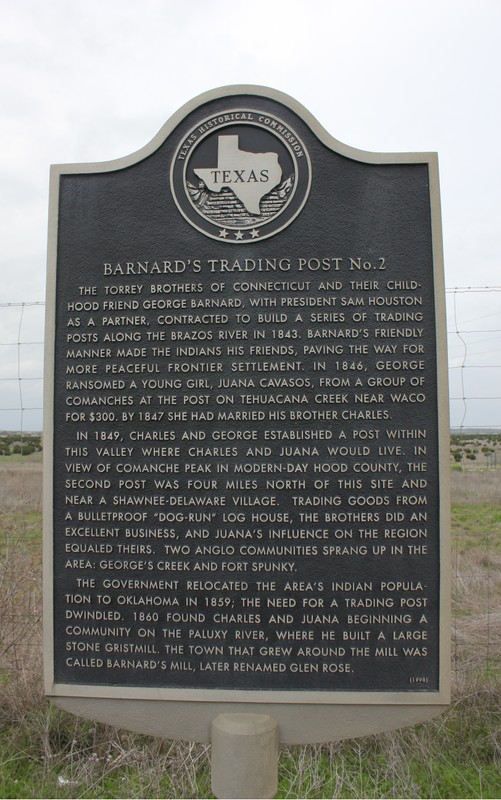 TEXAS HISTORICAL COMMISSION
TEXAS
BARNARD'S TRADING POST No.2
THE TORREY BROTHERS OF CONNECTICUT AND THEIR CHILD-
HOOD FRIEND GEORGE BARNARD, WITH PRESIDENT SAM HOUSTON
AS A PARTNER, CONTRACTED TO BUILD A SERIES OF TRADING
POSTS ALONG THE BRAZOS RIVER IN 1843. BARNARD'S FRIENDLY
MANNER MADE THE INDIANS HIS FRIENDS, PAVING THE WAY FOR
MORE PEACEFUL FRONTIER SETTLEMENT. IN 1846, GEORGE
RANSOMED A YOUNG GIRL, JUANA CAVASOS, FROM A GROUP OF
COMANCHES AT THE POST ON TEHUACANA CREEK NEAR WACO
FOR $300. BY 1847 SHE HAD MARRIED HIS BROTHER CHARLES.
IN 1849, CHARLES AND GEORGE ESTABLISHED A POST WITHIN
THIS VALLEY WHERE CHARLES AND JUANA WOULD LIVE. IN
VIEW OF COMANCHE PEAK IN MODERN-DAY HOOD COUNTY, THE
SECOND POST WAS FOUR MILES NORTH OF THIS SITE AND
NEAR A SHAWNEE-DELAWARE VILLAGE. TRADING GOODS FROM
A BULLETPROOF "DOG-RUN" LOG HOUSE, THE BROTHERS DID AN
EXCELLENT BUSINESS, AND JUANA'S INFLUENCE ON THE REGION
EQUALED THEIRS. TWO ANGLO COMMUNITIES SPRANG UP IN THE
AREA: GEORGE'S CREEK AND FORT SPUNKY.
THE GOVERNMENT RELOCATED THE AREA'S INDIAN POPULA-
TION TO OKLAHOMA IN 1859; THE NEED FOR A TRADING POST
DWINDLED. 1860 FOUND CHARLES AND JUANA BEGINNING A
COMMUNITY ON THE PALUXY RIVER, WHERE HE BUILT A LARGE
STONE GRISTMILL. THE TOWN THAT GREW AROUND THE MILL WAS
CALLED BARNARD'S MILL, LATER RENAMED GLEN ROSE.
(1998)